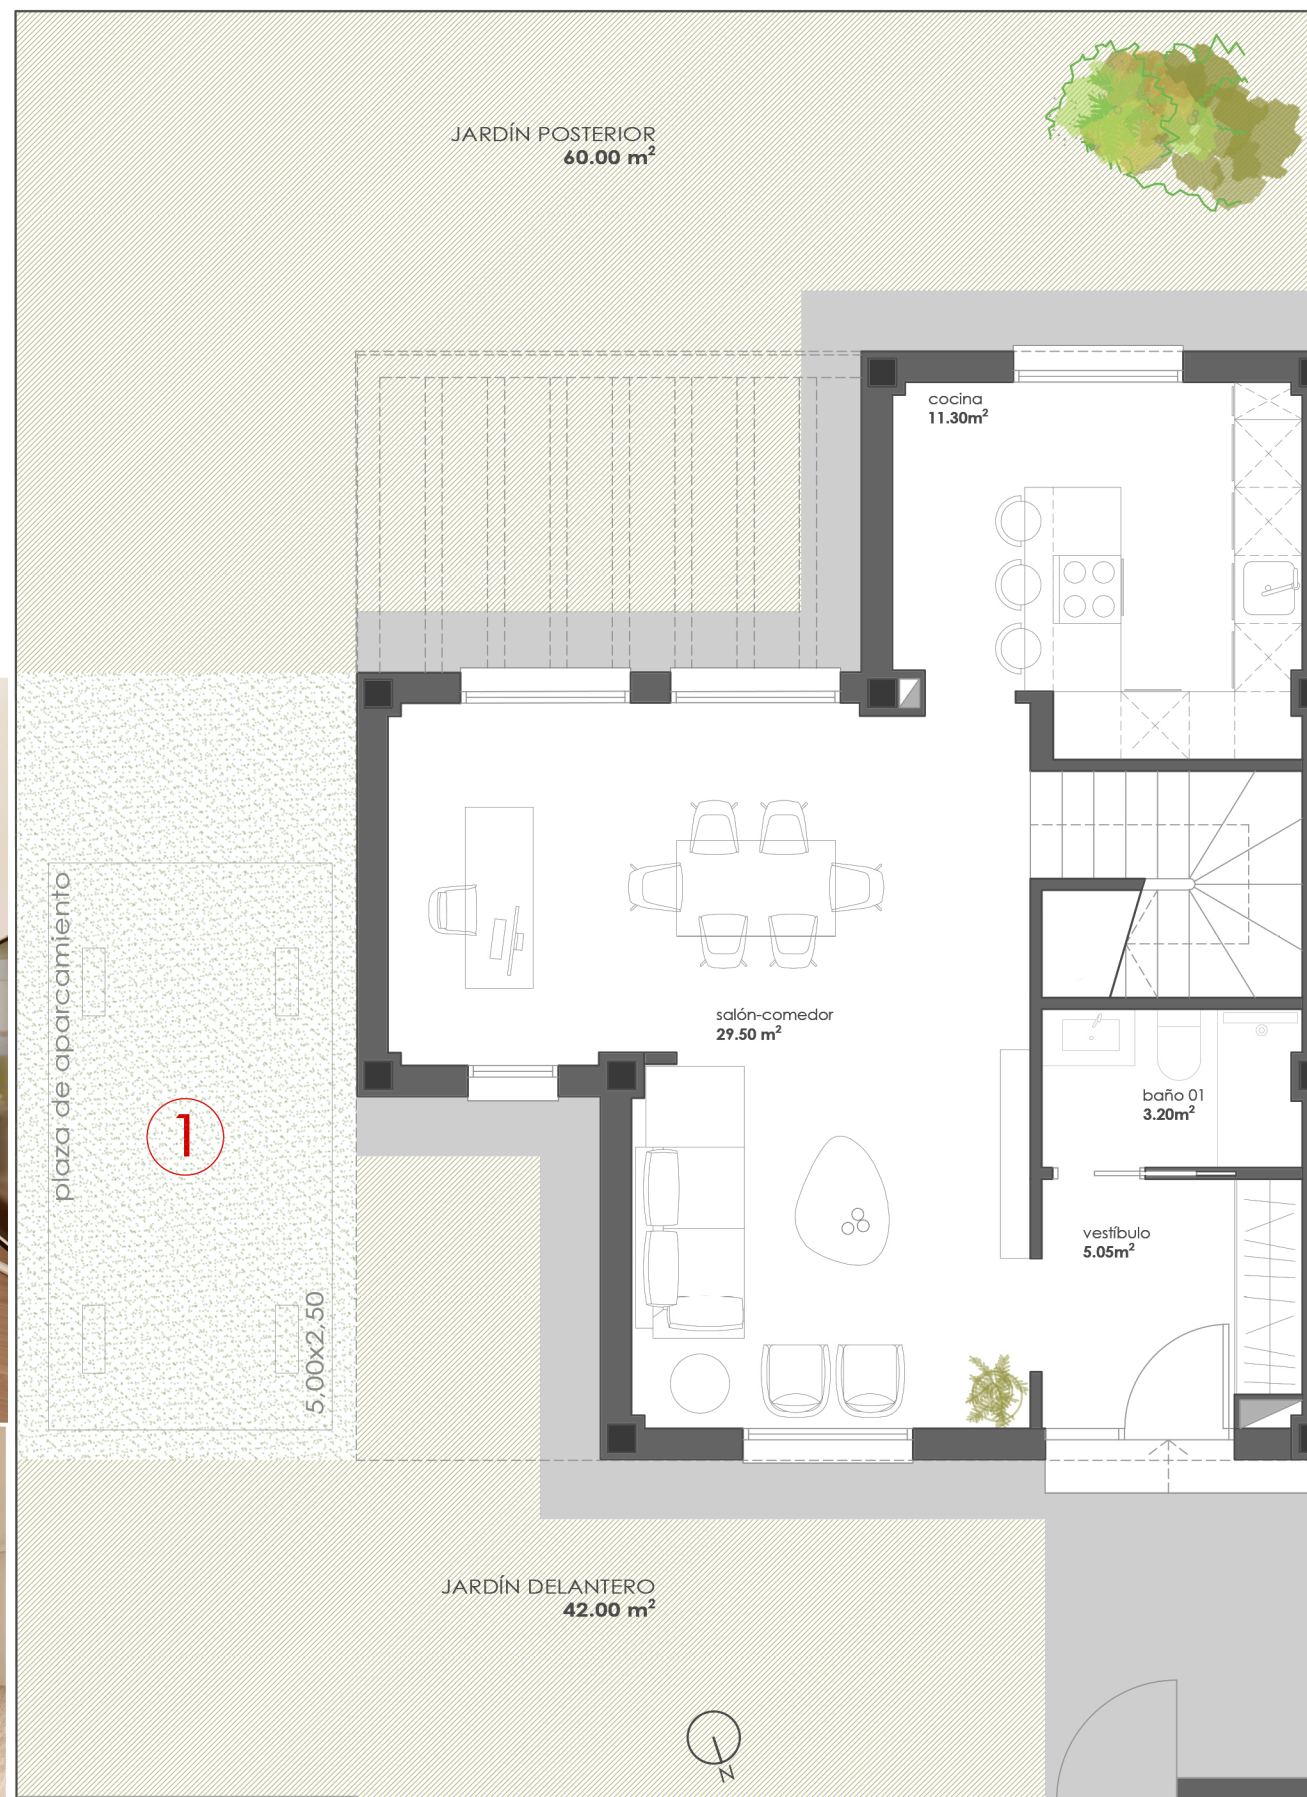 JARDÍN POSTERIOR
60.00 m²
cocina
11.30m²
plaza de aparcamiento
1
5,00x2,50
salón-comedor
29.50 m²
baño 01
3.20m²
vestíbulo
5.05m²
JARDÍN DELANTERO
42.00 m²
N